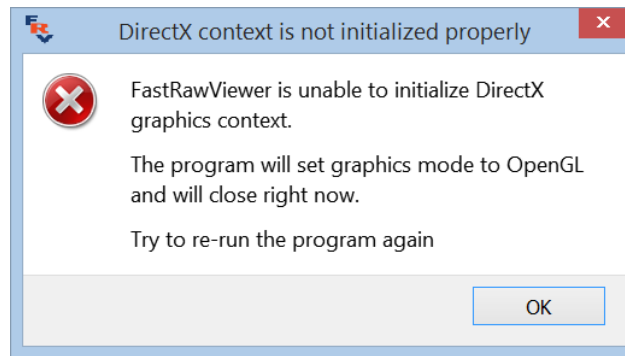 FRV
DirectX context is not initialized properly
FastRawViewer is unable to initialize DirectX
graphics context.
The program will set graphics mode to OpenGL
and will close right now.
Try to re-run the program again
OK